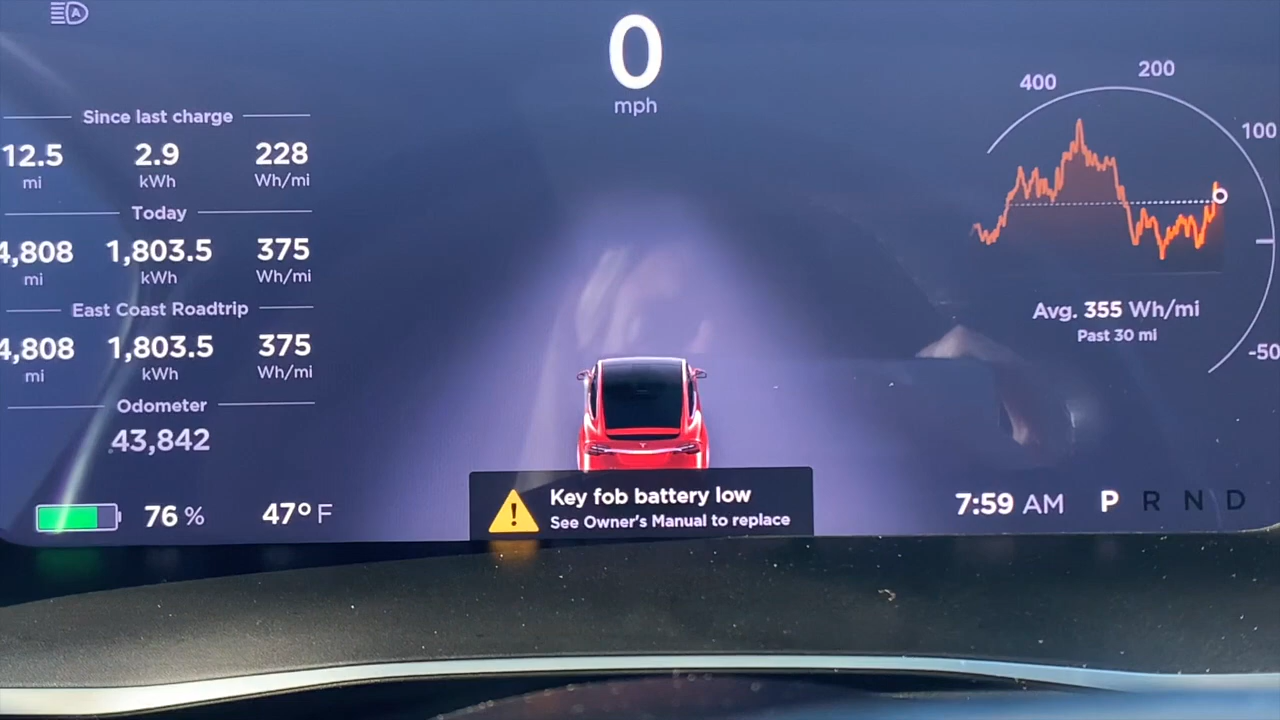 A
0
mph
400
200
100
-50
Since last charge
12.5
2.9
228
mi
kWh
Wh/mi
Today
4,808
1,803.5
375
mi
kWh
Wh/mi
East Coast Roadtrip
4,808
1,803.5
375
mi
kWh
Wh/mi
Odometer
43,842
Avg. 355 Wh/mi
Past 30 mi
76 %
47° F
Key fob battery low
See Owner's Manual to replace
7:59 AM
P R N D